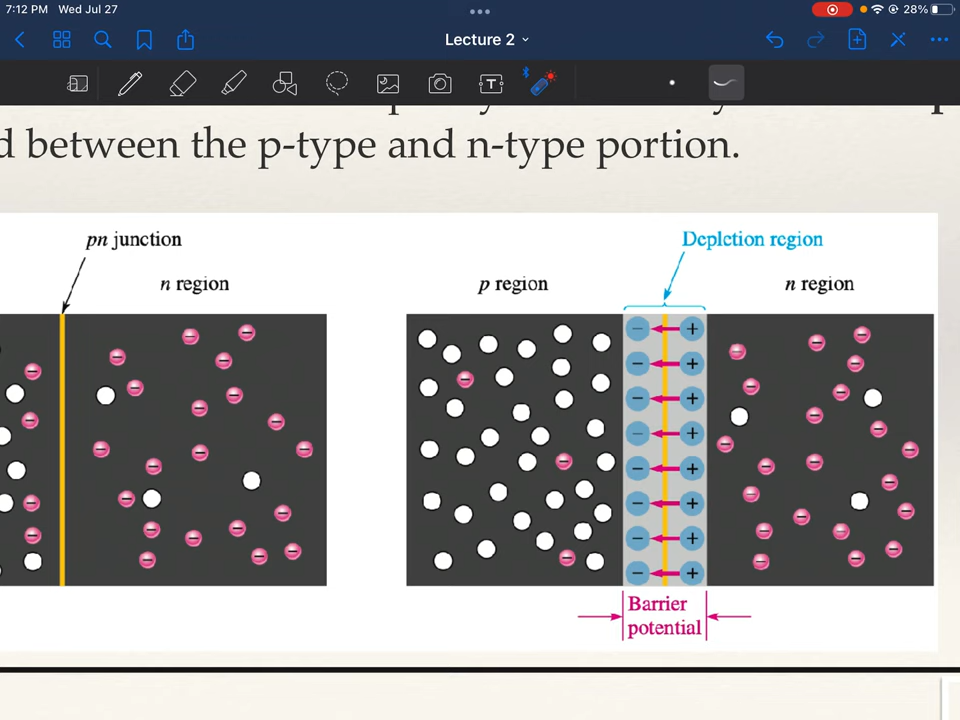 7:12 PM Wed Jul 27
28%
Lecture 2
T
d between the p-type and n-type portion.
pn junction
Depletion region
n region
p region
n region
Barrier
potential